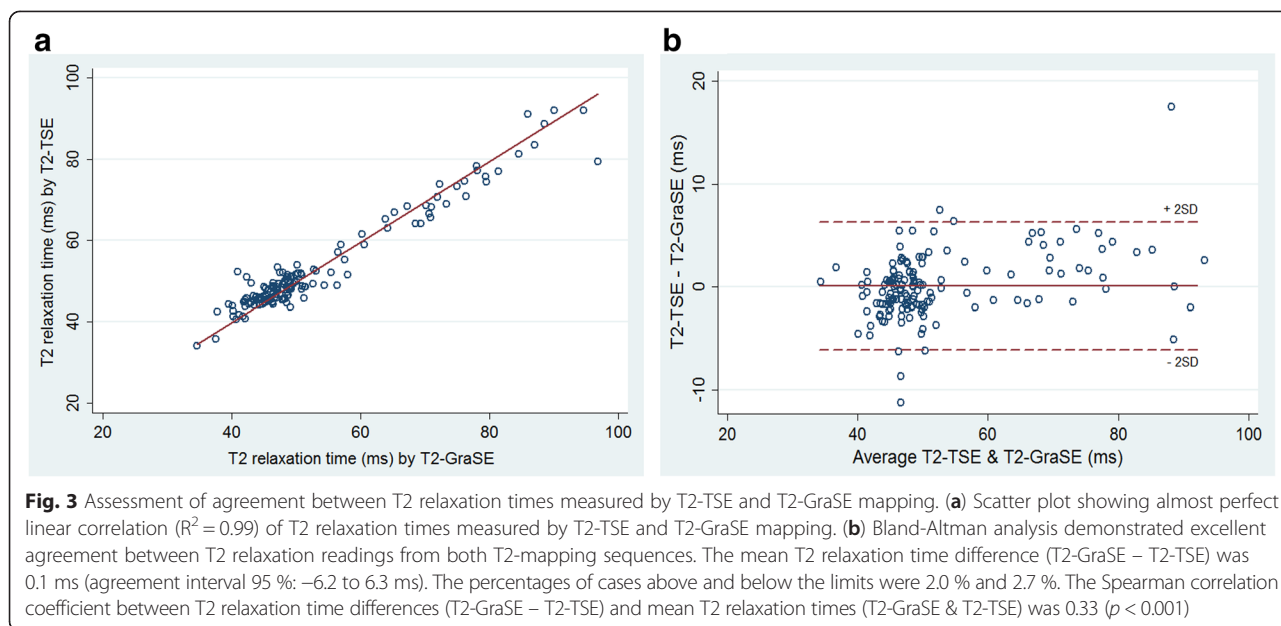 a
b
100
80
60
40
20
T2 relaxation time (ms) by T2-TSE
20 40 60 80 100
T2 relaxation time (ms) by T2-GraSE
20
10
0
-10
T2-TSE - T2-GraSE (ms)
+ 2SD
- 2SD
20 40 60 80 100
Average T2-TSE & T2-GraSE (ms)
Fig. 3 Assessment of agreement between T2 relaxation times measured by T2-TSE and T2-GraSE mapping. (a) Scatter plot showing almost perfect
linear correlation (R² = 0.99) of T2 relaxation times measured by T2-TSE and T2-GraSE mapping. (b) Bland-Altman analysis demonstrated excellent
agreement between T2 relaxation readings from both T2-mapping sequences. The mean T2 relaxation time difference (T2-GraSE – T2-TSE) was
0.1 ms (agreement interval 95 %: −6.2 to 6.3 ms). The percentages of cases above and below the limits were 2.0 % and 2.7 %. The Spearman correlation
coefficient between T2 relaxation time differences (T2-GraSE – T2-TSE) and mean T2 relaxation times (T2-GraSE & T2-TSE) was 0.33 (p < 0.001)